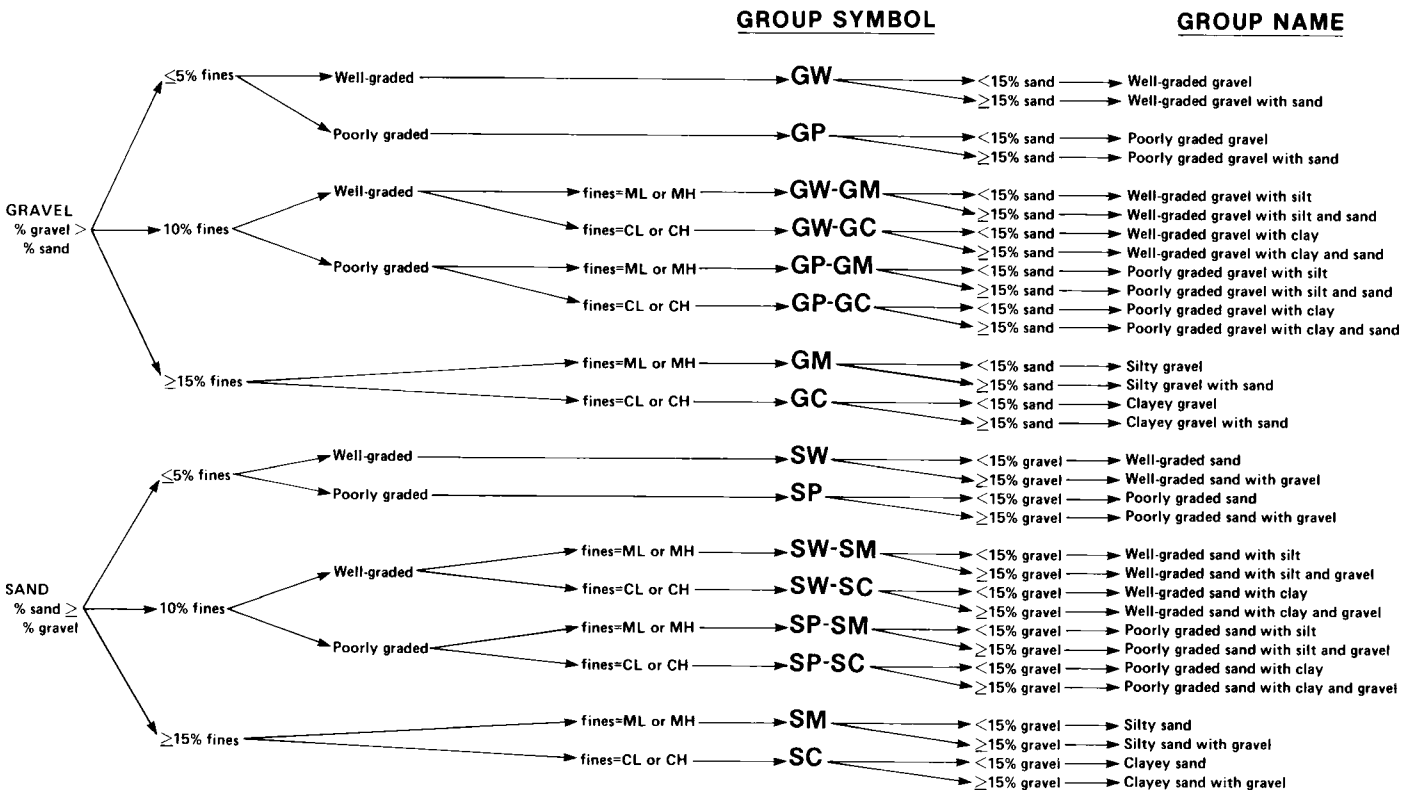 GROUP SYMBOL GROUP NAME
≤5% fines Well-graded GW <15% sand Well-graded gravel
≥15% sand Well-graded gravel with sand
Poorly graded GP <15% sand Poorly graded gravel
≥15% sand Poorly graded gravel with sand
Well-graded fines=ML or MH GW-GM <15% sand Well-graded gravel with silt
≥15% sand Well-graded gravel with silt and sand
GRAVEL
% gravel >
% sand
10% fines fines=CL or CH GW-GC <15% sand Well-graded gravel with clay
≥15% sand Well-graded gravel with clay and sand
Poorly graded fines=ML or MH GP-GM <15% sand Poorly graded gravel with silt
≥15% sand Poorly graded gravel with silt and sand
fines=CL or CH GP-GC <15% sand Poorly graded gravel with clay
≥15% sand Poorly graded gravel with clay and sand
≥15% fines fines=ML or MH GM <15% sand Silty gravel
≥15% sand Silty gravel with sand
fines=CL or CH GC <15% sand Clayey gravel
≥15% sand Clayey gravel with sand
≤5% fines Well-graded SW <15% gravel Well-graded sand
≥15% gravel Well-graded sand with gravel
Poorly graded SP <15% gravel Poorly graded sand
≥15% gravel Poorly graded sand with gravel
fines=ML or MH SW-SM <15% gravel Well-graded sand with silt
Well-graded ≥15% gravel Well-graded sand with silt and gravel
SAND
% sand ≥
% gravel
10% fines fines=CL or CH SW-SC <15% gravel Well-graded sand with clay
≥15% gravel Well-graded sand with clay and gravel
Poorly graded fines=ML or MH SP-SM <15% gravel Poorly graded sand with silt
≥15% gravel Poorly graded sand with silt and gravel
fines=CL or CH SP-SC <15% gravel Poorly graded sand with clay
≥15% gravel Poorly graded sand with clay and gravel
≥15% fines fines=ML or MH SM <15% gravel Silty sand
≥15% gravel Silty sand with gravel
fines=CL or CH SC <15% gravel Clayey sand
≥15% gravel Clayey sand with gravel